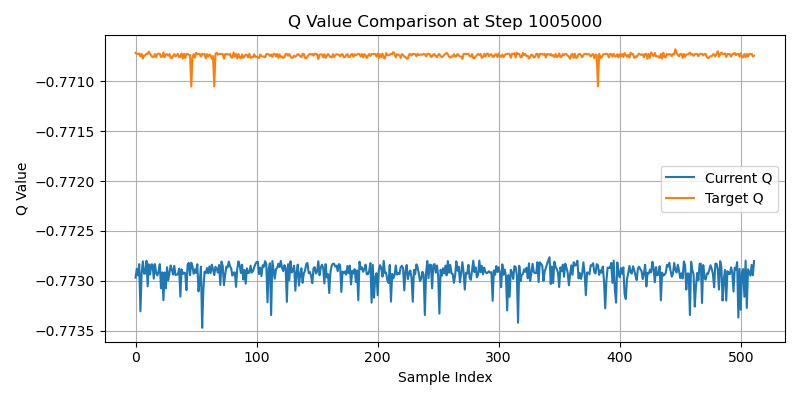 Q Value Comparison at Step 1005000
Q Value
−0.7710
−0.7715
−0.7720
−0.7725
−0.7730
−0.7735
Current Q
Target Q
0
100
200
300
400
500
Sample Index